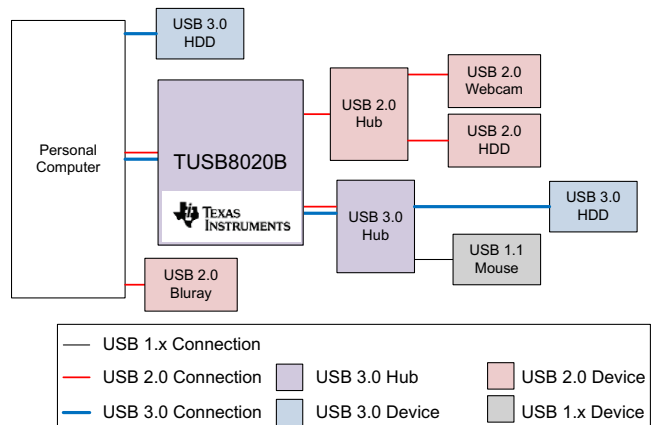 USB 3.0
HDD
Personal
Computer
TUSB8020B
TEXAS
INSTRUMENTS
USB 2.0
Hub
USB 2.0
Webcam
USB 2.0
HDD
USB 3.0
Hub
USB 3.0
HDD
USB 1.1
Mouse
USB 2.0
Bluray
USB 1.x Connection
USB 2.0 Connection
USB 3.0 Hub
USB 2.0 Device
USB 3.0 Connection
USB 3.0 Device
USB 1.x Device